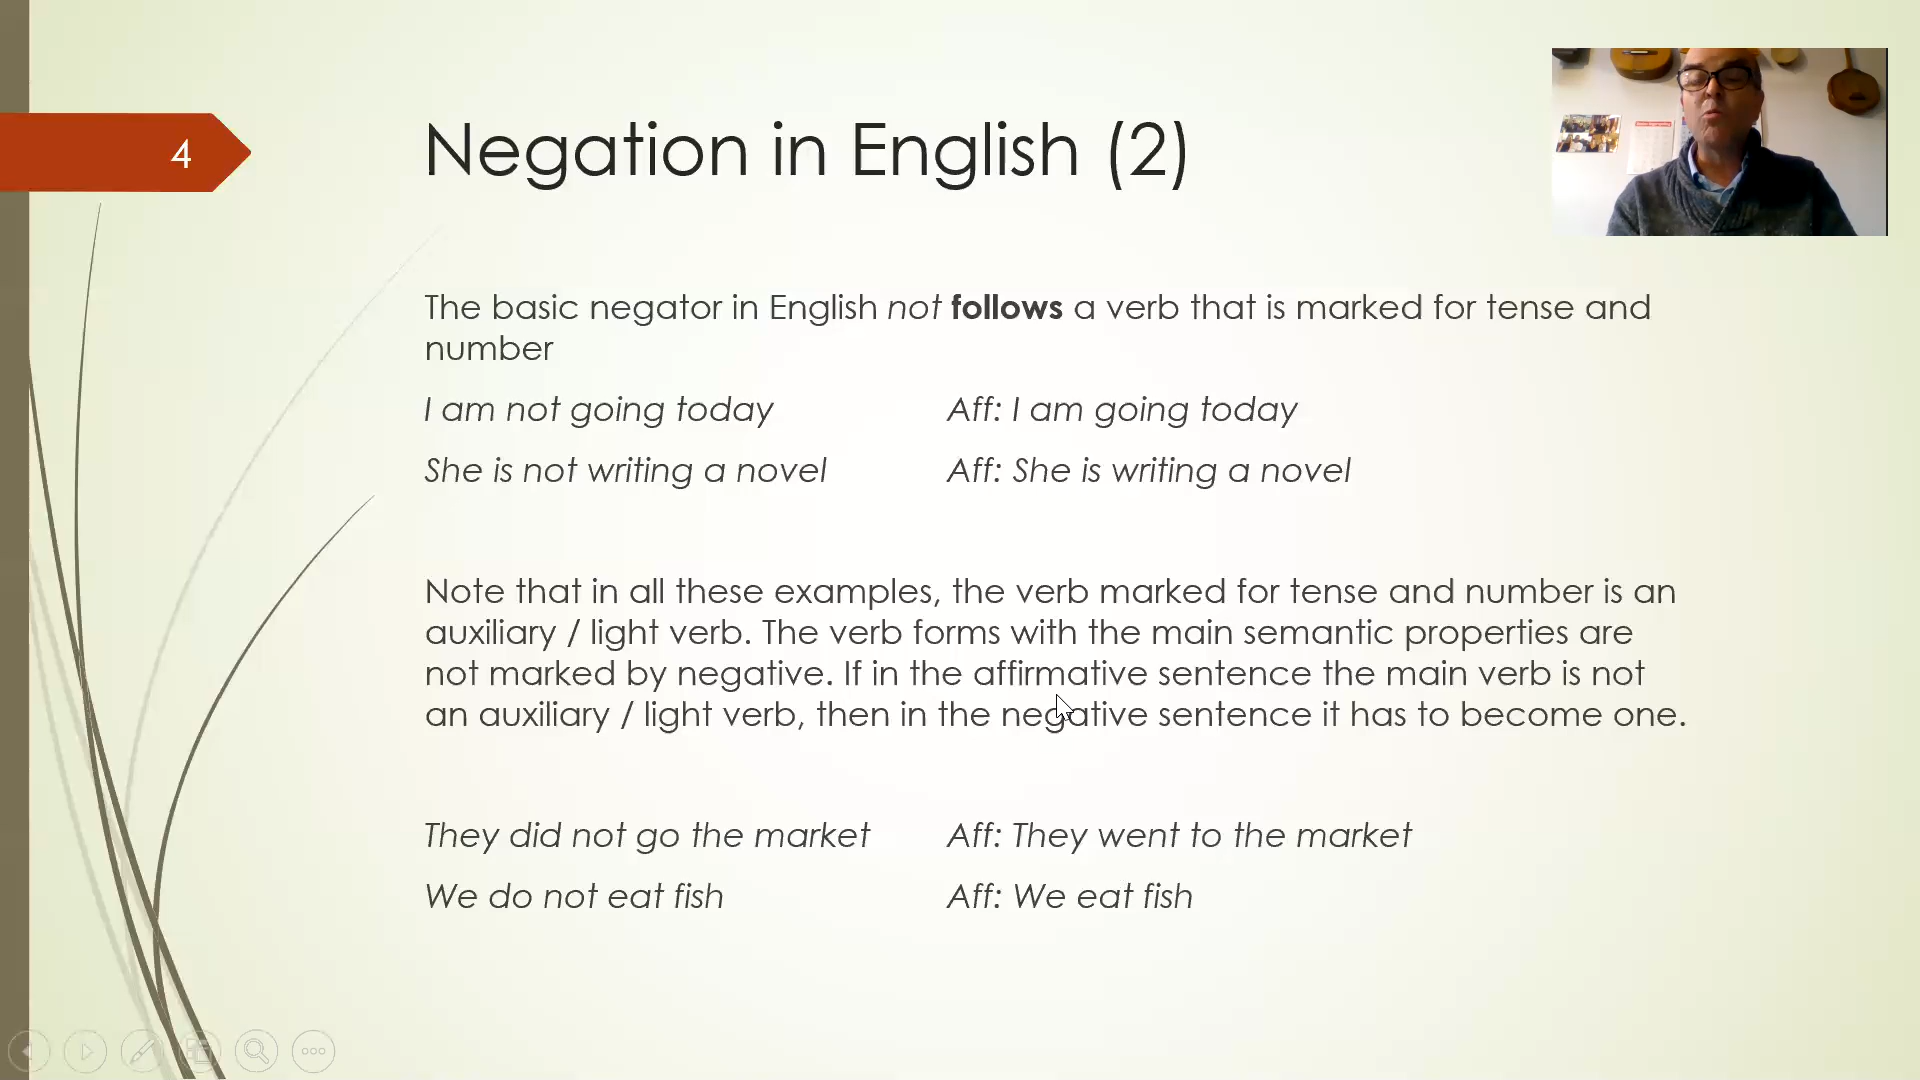 4
Negation in English (2)
The basic negator in English not follows a verb that is marked for tense and
number
I am not going today Aff: I am going today
She is not writing a novel Aff: She is writing a novel
Note that in all these examples, the verb marked for tense and number is an
auxiliary / light verb. The verb forms with the main semantic properties are
not marked by negative. If in the affirmative sentence the main verb is not
an auxiliary / light verb, then in the negative sentence it has to become one.
They did not go the market Aff: They went to the market
We do not eat fish Aff: We eat fish